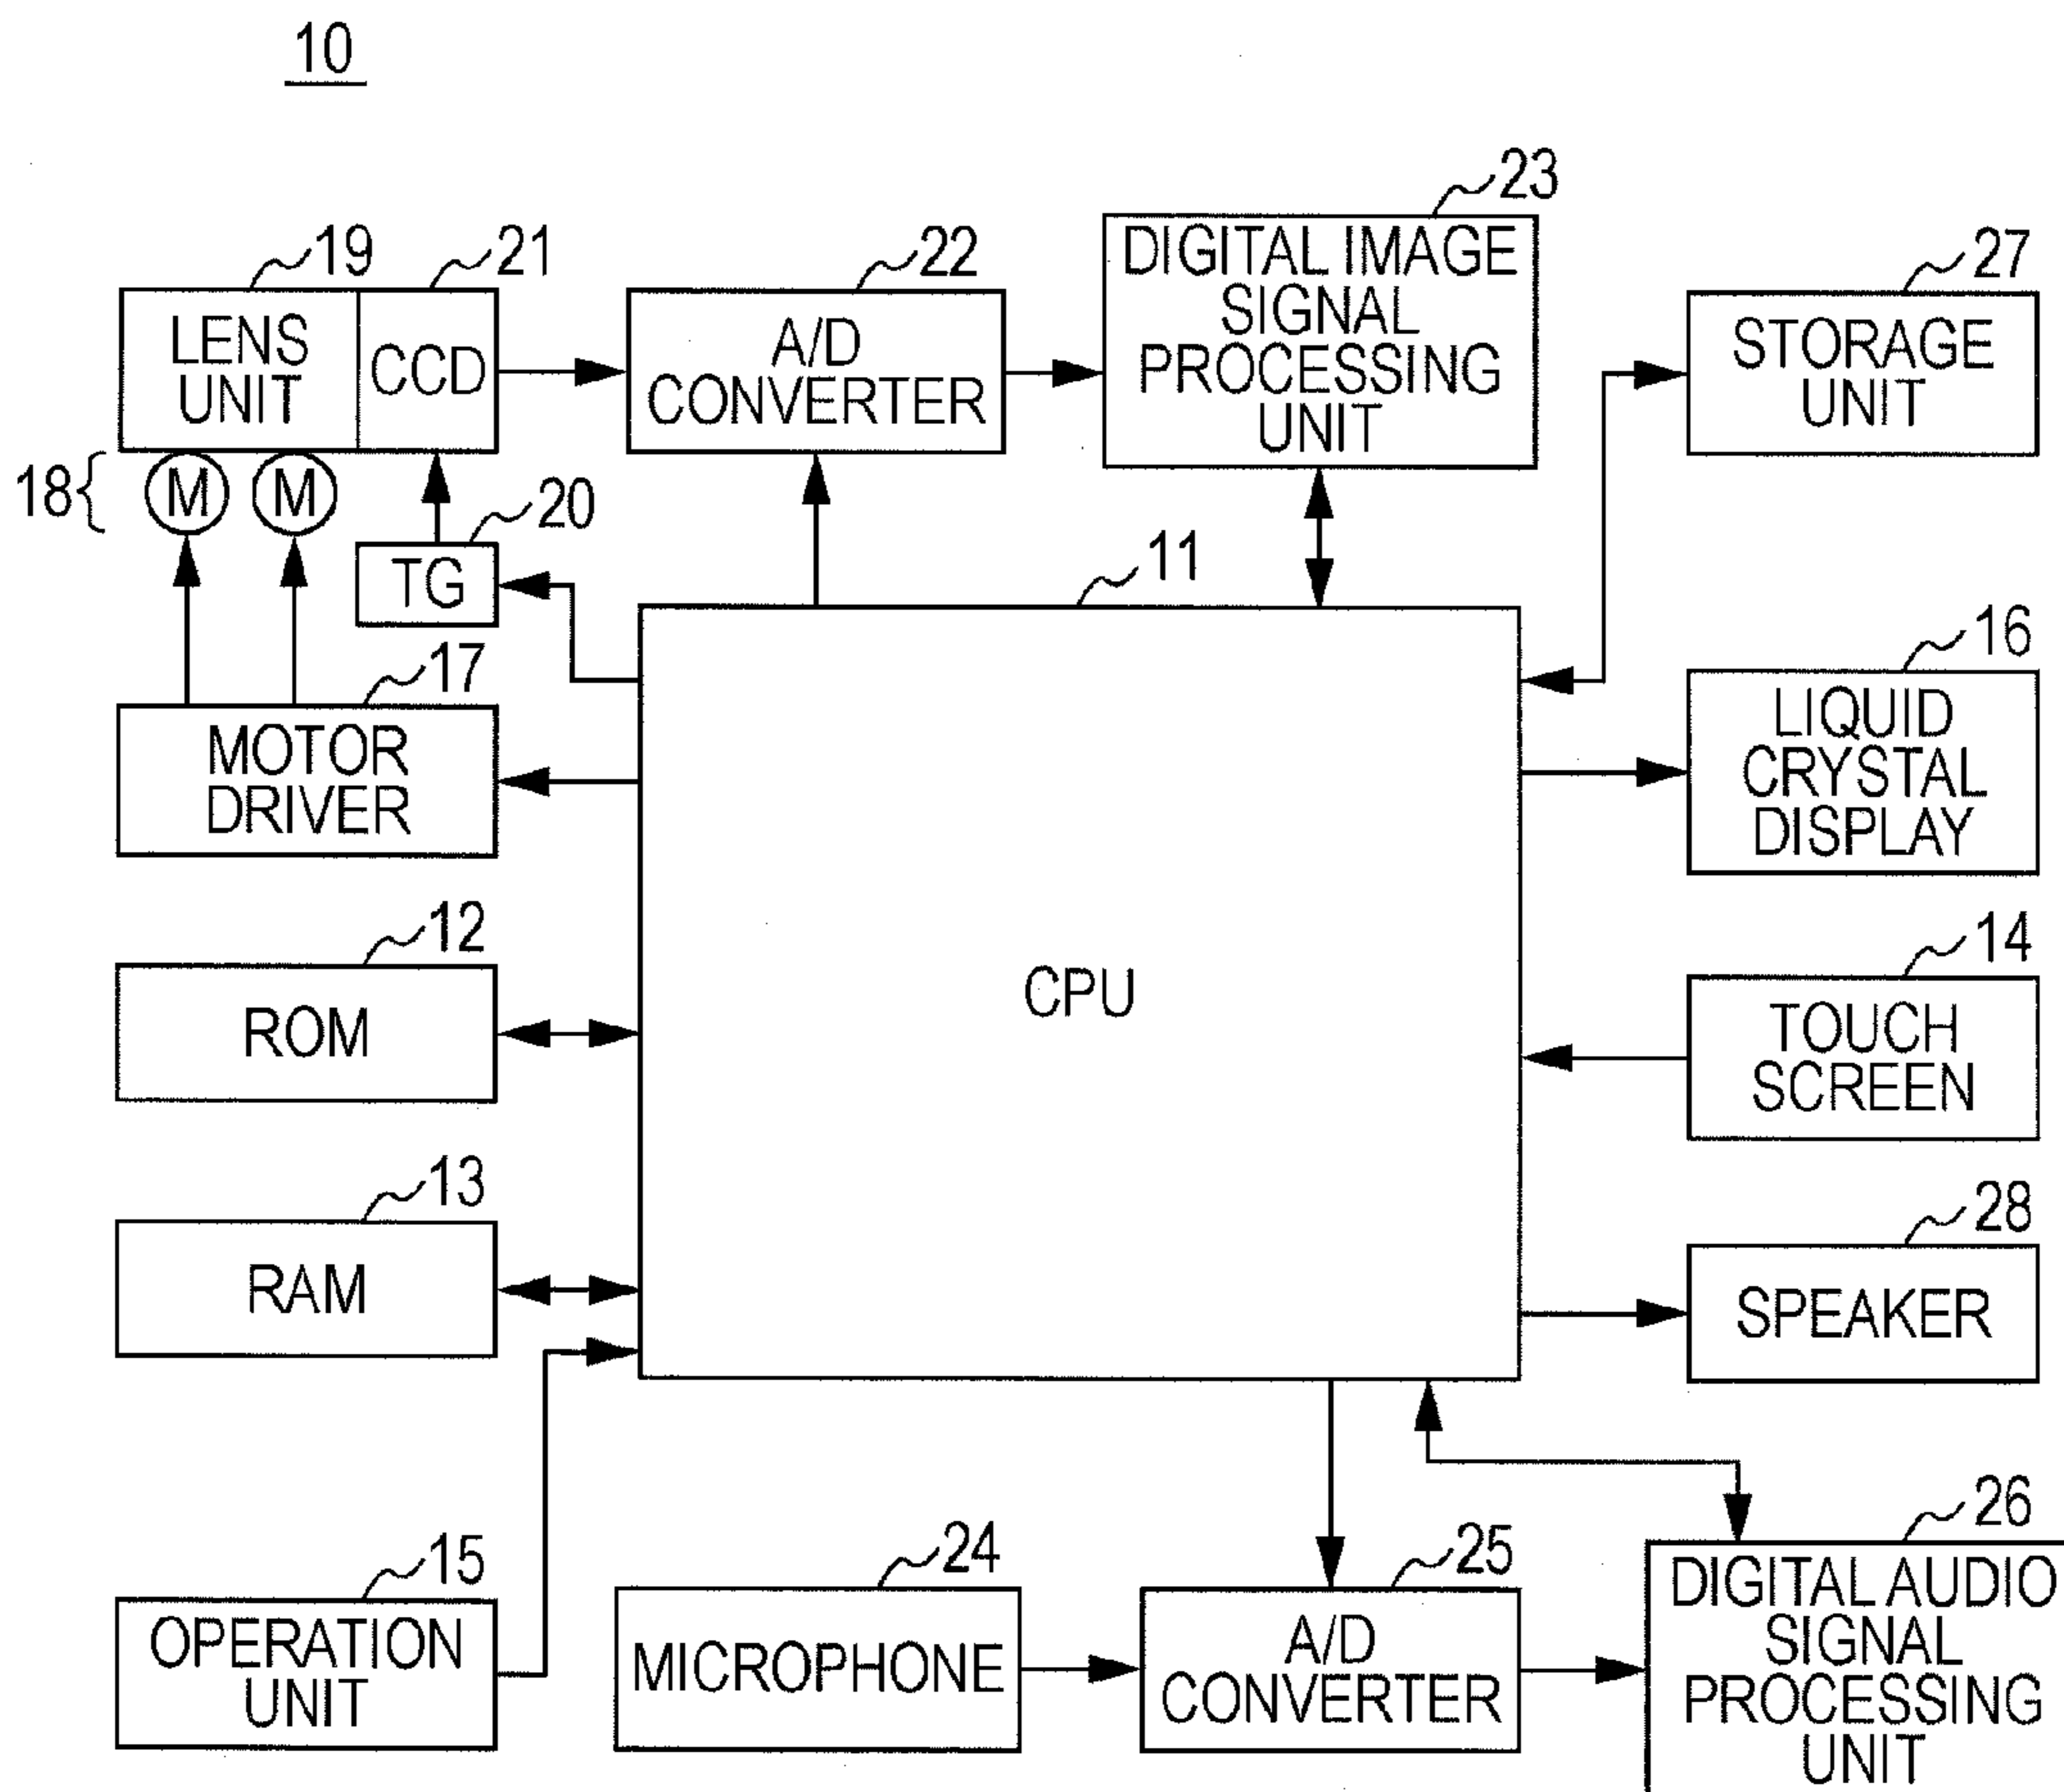 10
19
21
22
23
27
LENS
UNIT
CCD
A/D
CONVERTER
DIGITAL IMAGE
SIGNAL
PROCESSING
UNIT
STORAGE
UNIT
18
M
M
20
TG
11
17
MOTOR
DRIVER
16
LIQUID
CRYSTAL
DISPLAY
12
ROM
CPU
14
TOUCH
SCREEN
13
RAM
28
SPEAKER
15
OPERATION
UNIT
24
MICROPHONE
25
A/D
CONVERTER
26
DIGITAL AUDIO
SIGNAL
PROCESSING
UNIT